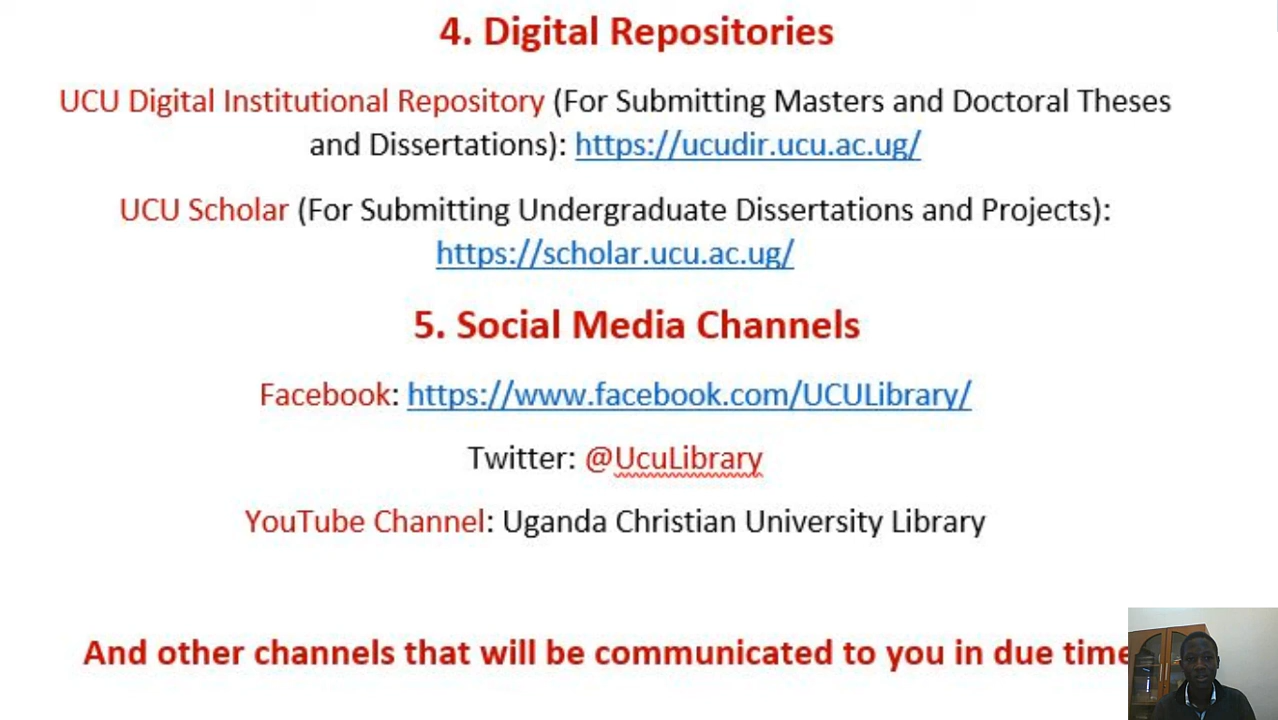 4. Digital Repositories
UCU Digital Institutional Repository (For Submitting Masters and Doctoral Theses
and Dissertations): https://ucudir.ucu.ac.ug/
UCU Scholar (For Submitting Undergraduate Dissertations and Projects):
https://scholar.ucu.ac.ug/
5. Social Media Channels
Facebook: https://www.facebook.com/UCULibrary/
Twitter: @UcuLibrary
YouTube Channel: Uganda Christian University Library
And other channels that will be communicated to you in due time